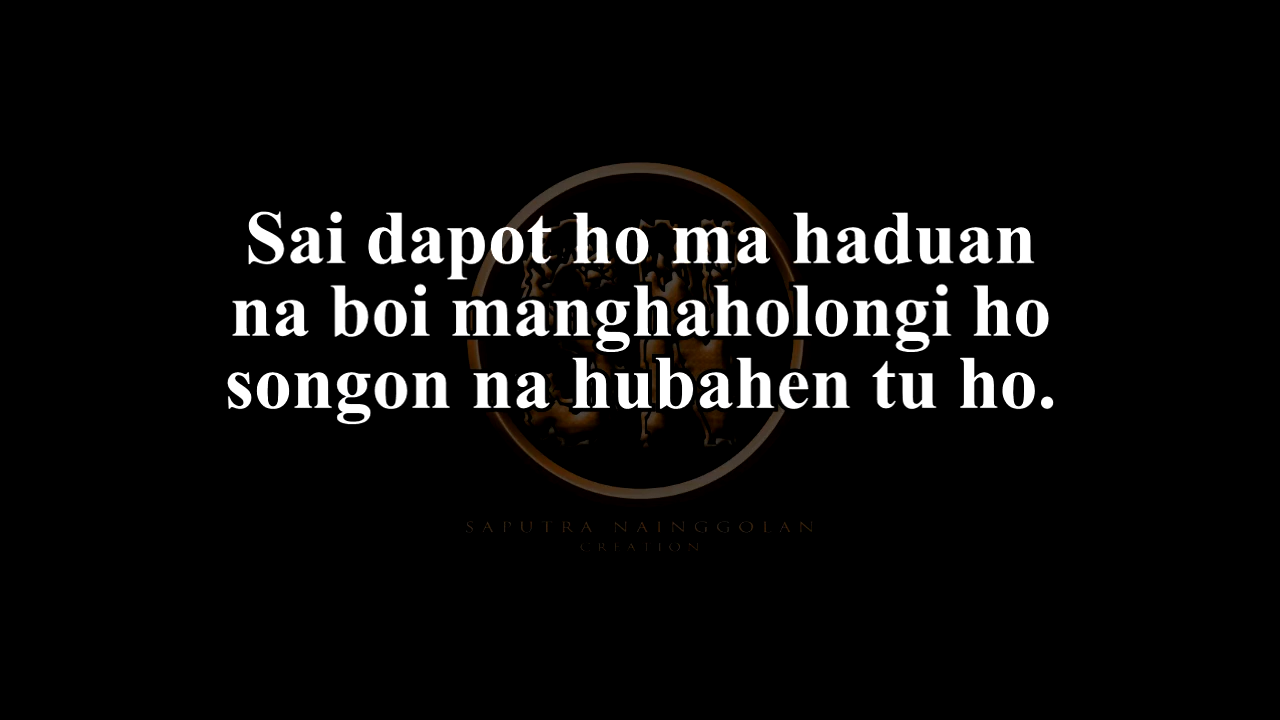 Sai dapot ho ma haduan
na boi manghaholongi ho
songon na hubahen tu ho.
SAPUTRA NAINGGOLAN
CREATION